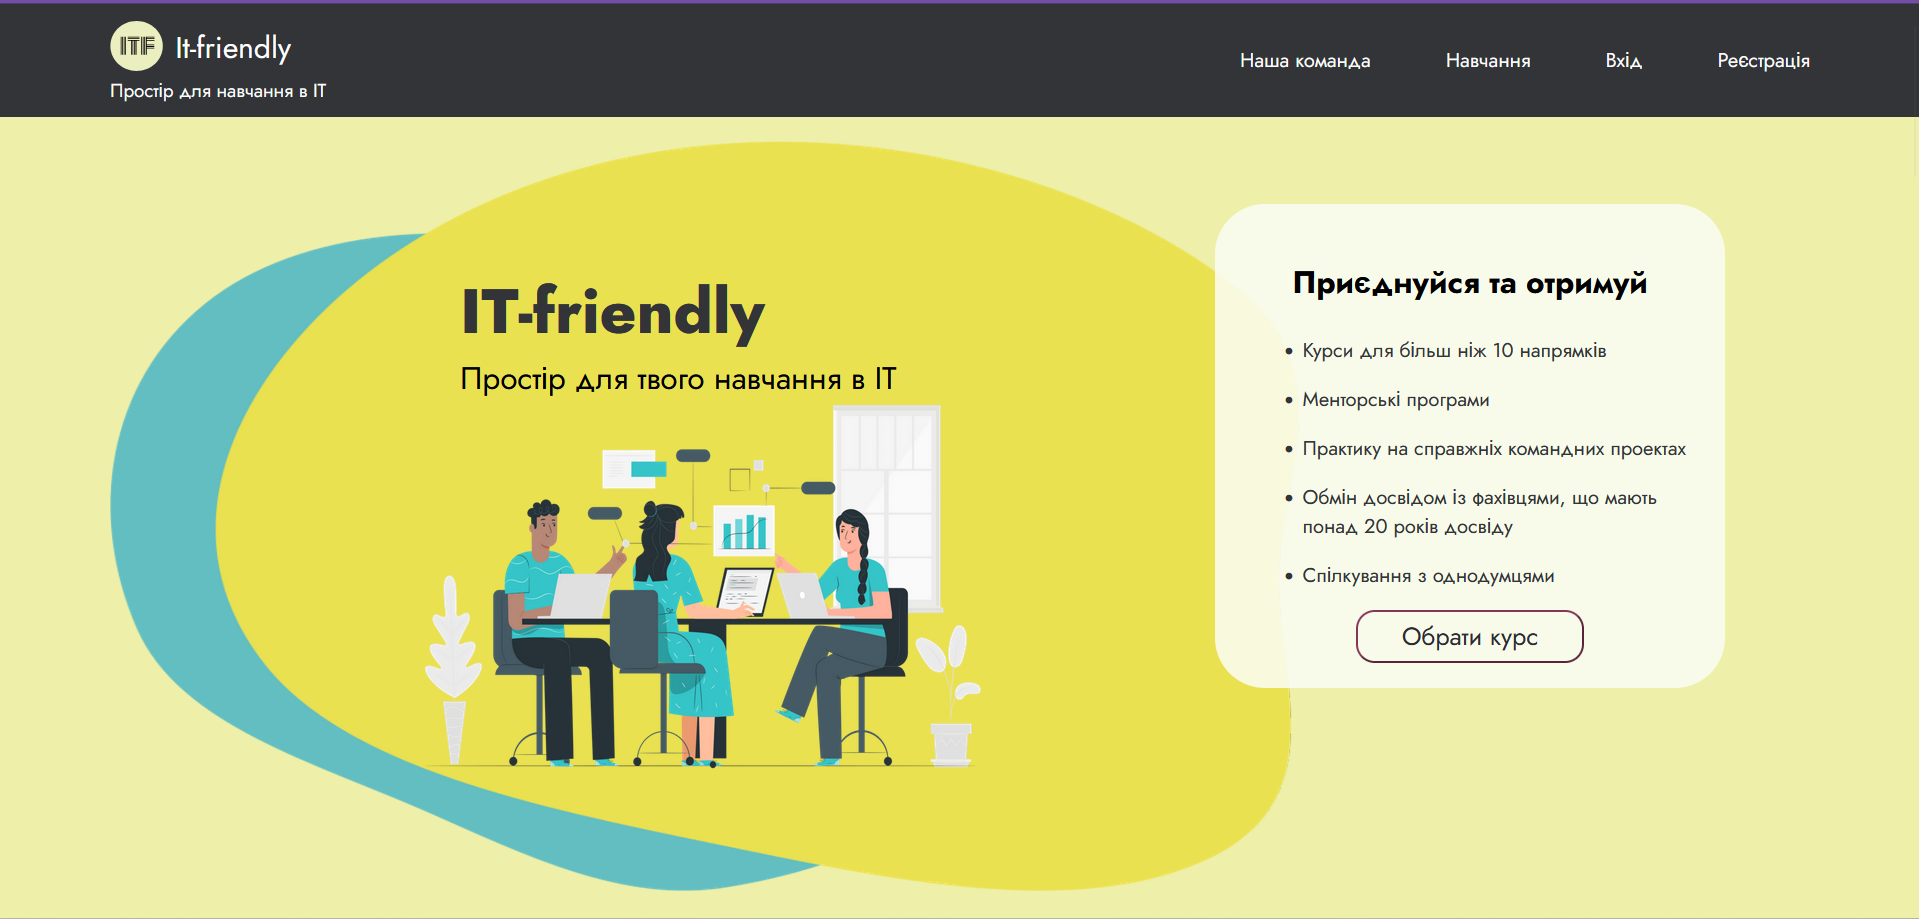 ITF It-friendly
Простір для навчання в ІТ
Наша команда Навчання Вхід Реєстрація
IT-friendly
Простір для твого навчання в ІТ
Приєднуйся та отримуй
• Курси для більш ніж 10 напрямків
• Менторські програми
• Практику на справжніх командних проектах
• Обмін досвідом із фахівцями, що мають
понад 20 років досвіду
• Спілкування з однодумцями
Обрати курс